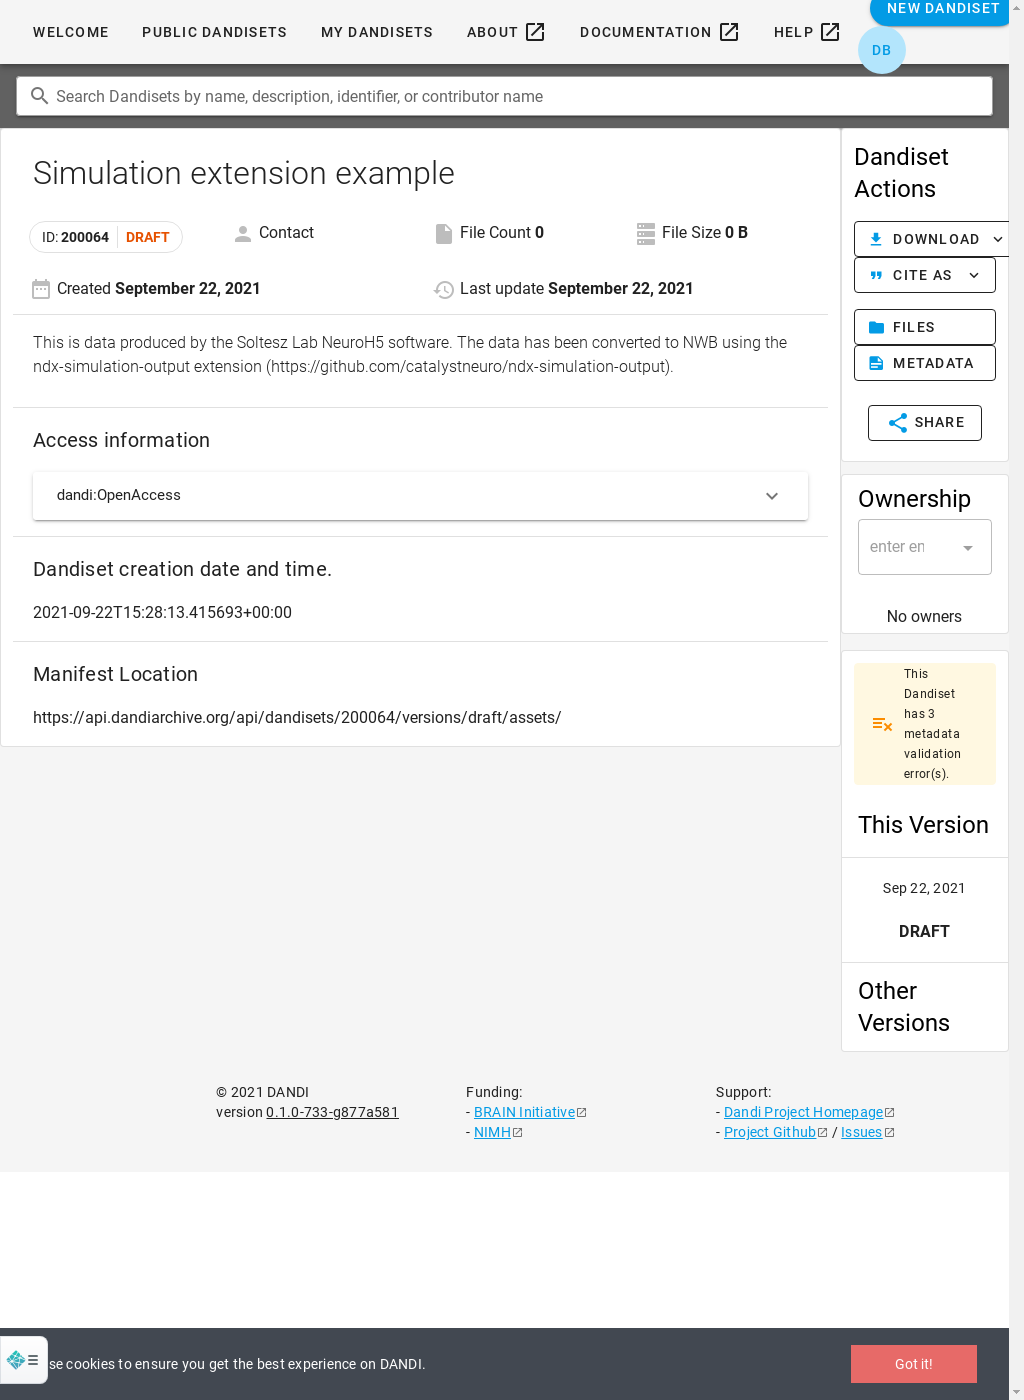 WELCOME PUBLIC DANDISETS MY DANDISETS ABOUT DOCUMENTATION HELP NEW DANDISET
DB
Search Dandisets by name, description, identifier, or contributor name
Simulation extension example
ID: 200064 DRAFT Contact File Count 0 File Size 0 B
Created September 22, 2021 Last update September 22, 2021
This is data produced by the Soltesz Lab NeuroH5 software. The data has been converted to NWB using the
ndx-simulation-output extension (https://github.com/catalystneuro/ndx-simulation-output).
Access information
dandi:OpenAccess
Dandiset creation date and time.
2021-09-22T15:28:13.415693+00:00
Manifest Location
https://api.dandiarchive.org/api/dandisets/200064/versions/draft/assets/
Dandiset
Actions
DOWNLOAD
CITE AS
FILES
METADATA
SHARE
Ownership
enter en
No owners
This
Dandiset
has 3
metadata
validation
error(s).
This Version
Sep 22, 2021
DRAFT
Other
Versions
© 2021 DANDI
version 0.1.0-733-g877a581
Funding:
- BRAIN Initiative
- NIMH
Support:
- Dandi Project Homepage
- Project Github / Issues
se cookies to ensure you get the best experience on DANDI.
Got it!